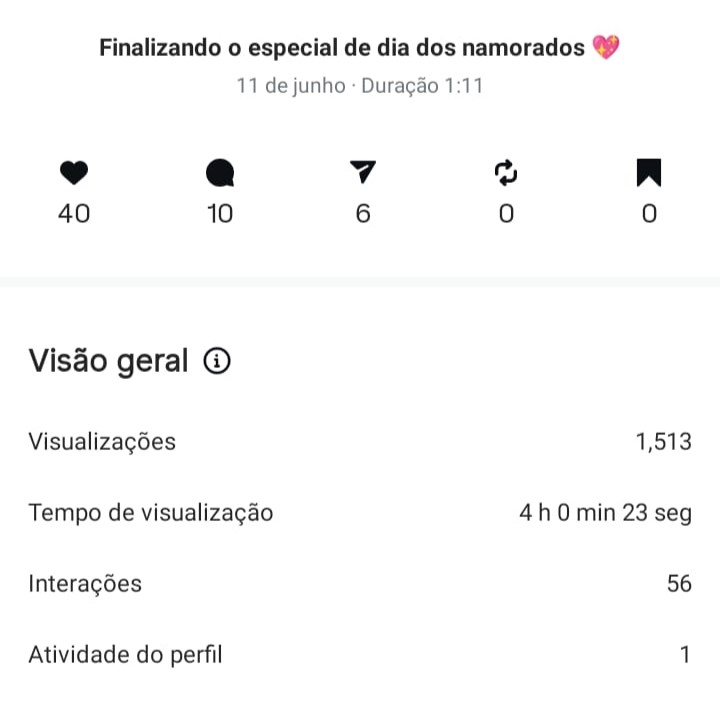 Finalizando o especial de dia dos namorados 💖
11 de junho · Duração 1:11
40 10 6 0 0
Visão geral
Visualizações 1,513
Tempo de visualização 4 h 0 min 23 seg
Interações 56
Atividade do perfil 1